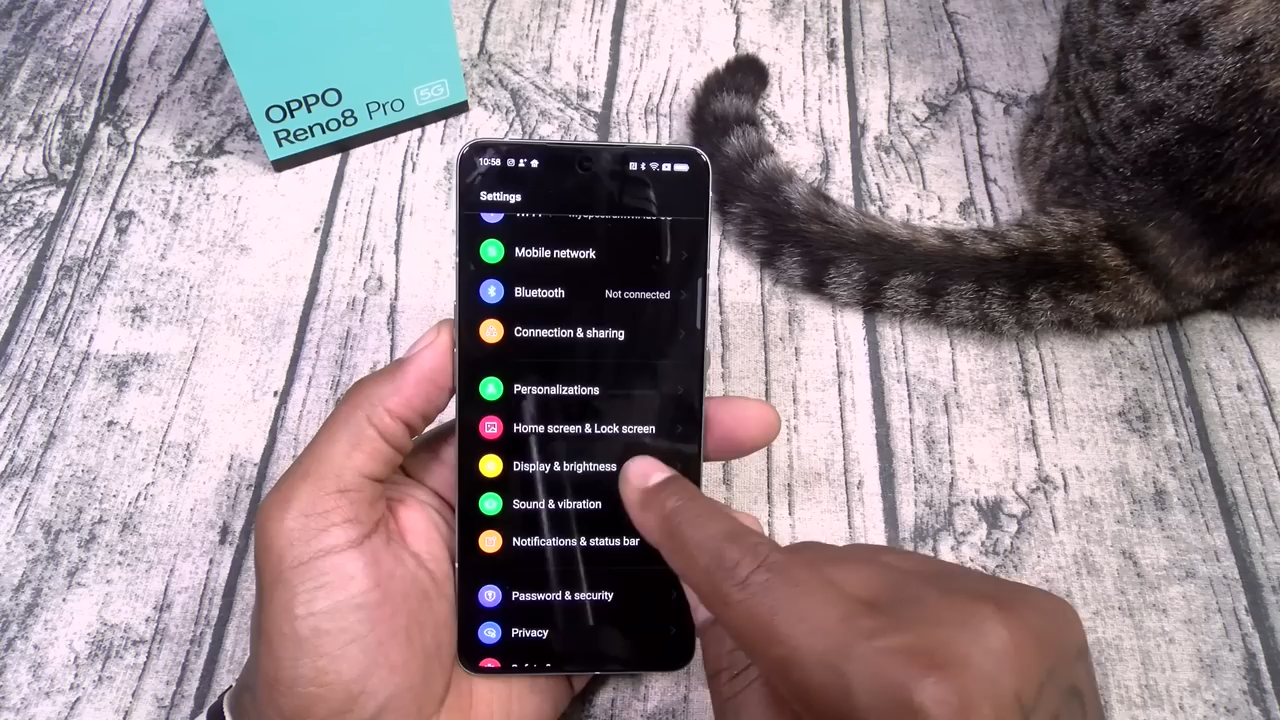 OPPO
Reno8 Pro 5G
10:58
Settings
Mobile network
Bluetooth Not connected
Connection & sharing
Personalizations
Home screen & Lock screen
Display & brightness
Sound & vibration
Notifications & status bar
Password & security
Privacy